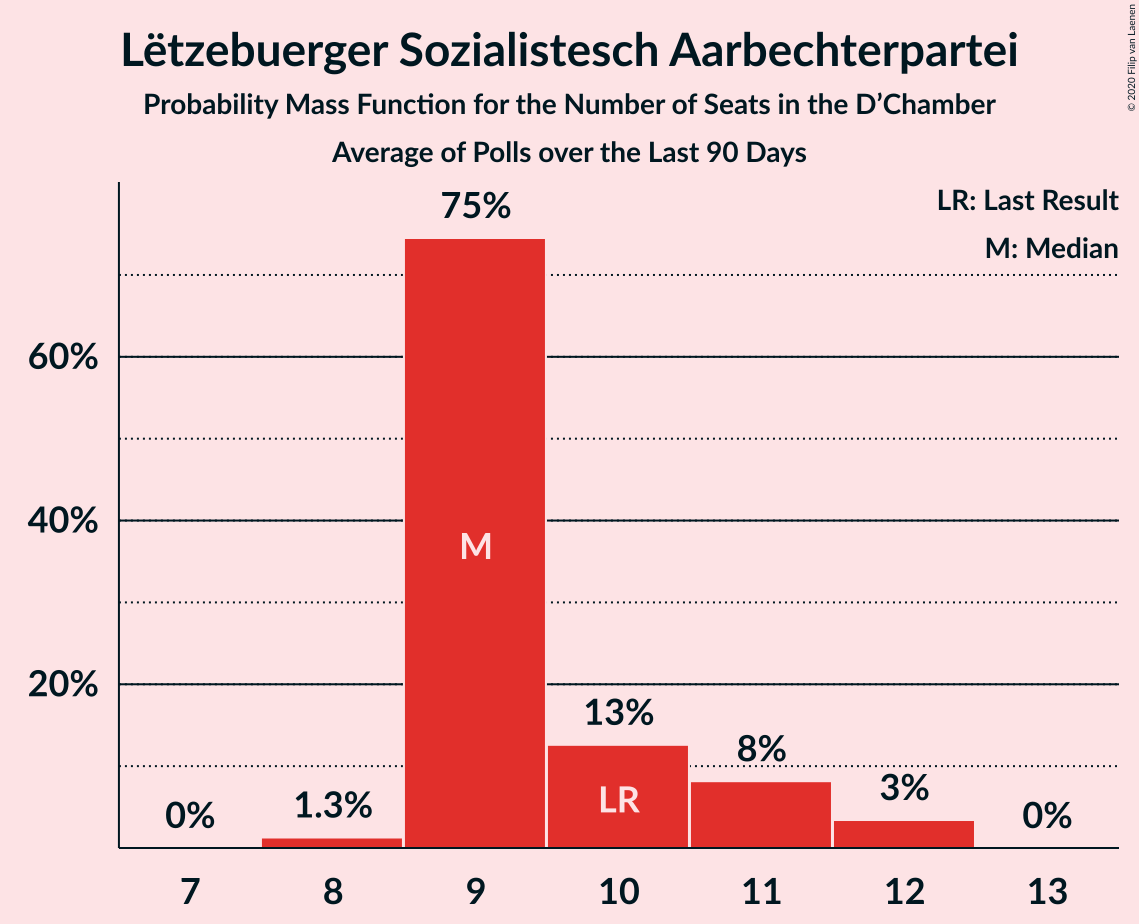 Lëtzebuerger Sozialistesch Aarbechterpartei
Probability Mass Function for the Number of Seats in the D’Chamber
Average of Polls over the Last 90 Days
© 2020 Filip van Laenen
LR: Last Result
M: Median
75%
60%
40%
M
20%
13%
8%
LR
3%
1.3%
0%
0%
7 8 9 10 11 12 13